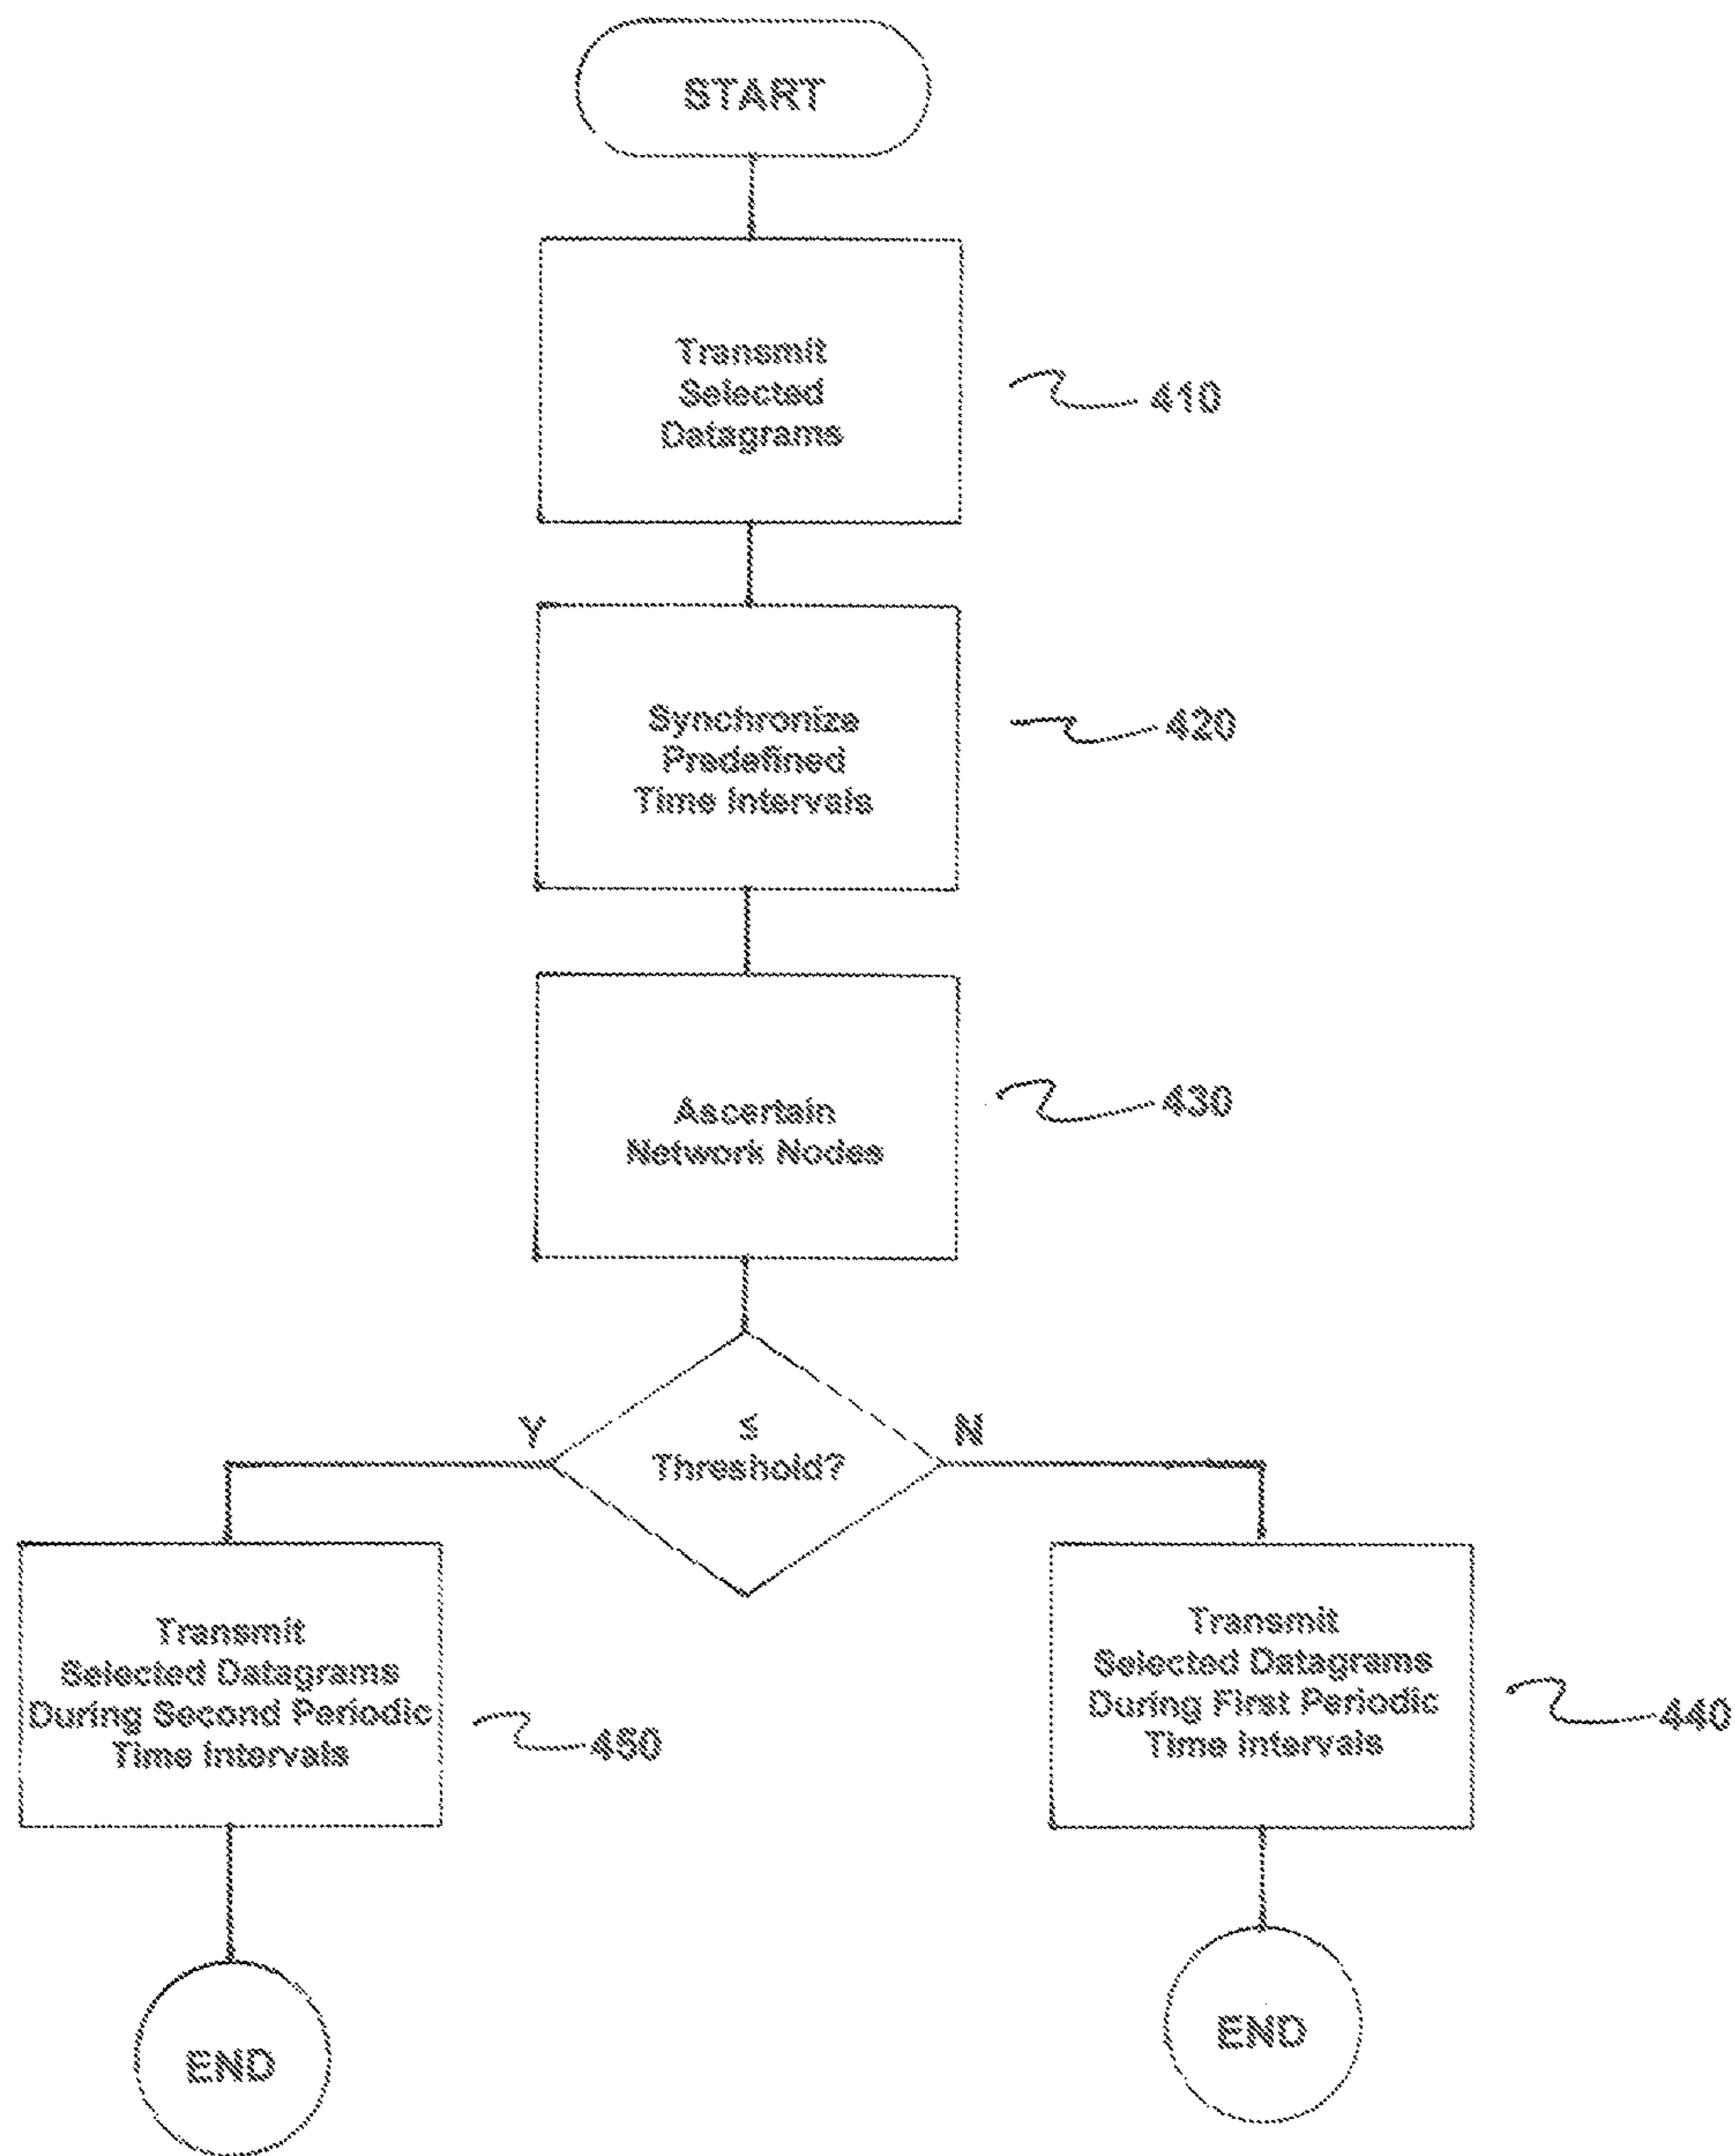 START
Transmit
Selected
Datagrams
410
Synchronize
Predefined
Time Intervals
420
Ascertain
Network Nodes
430
≤
Threshold?
Y
N
Transmit
Selected Datagrams
During Second Periodic
Time Intervals
450
Transmit
Selected Datagrams
During First Periodic
Time Intervals
440
END
END